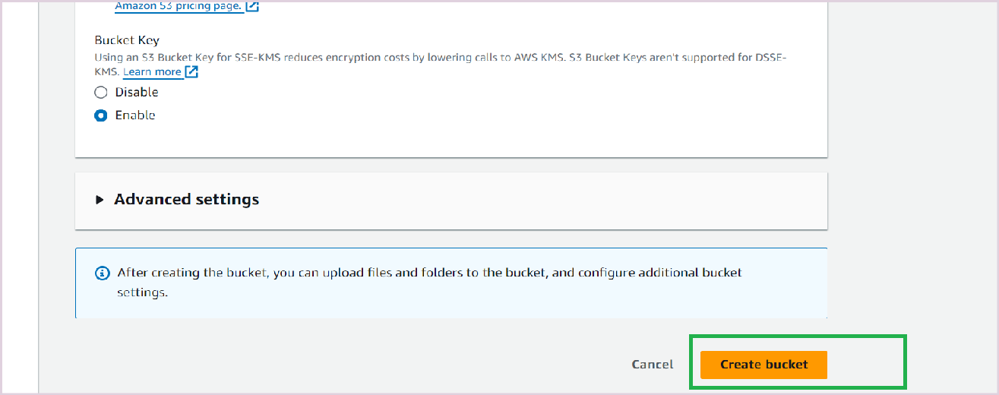 Amazon S3 pricing page.
Bucket Key
Using an S3 Bucket Key for SSE-KMS reduces encryption costs by lowering calls to AWS KMS. S3 Bucket Keys aren't supported for DSSE-
KMS. Learn more
Disable
Enable
Advanced settings
After creating the bucket, you can upload files and folders to the bucket, and configure additional bucket
settings.
Cancel Create bucket